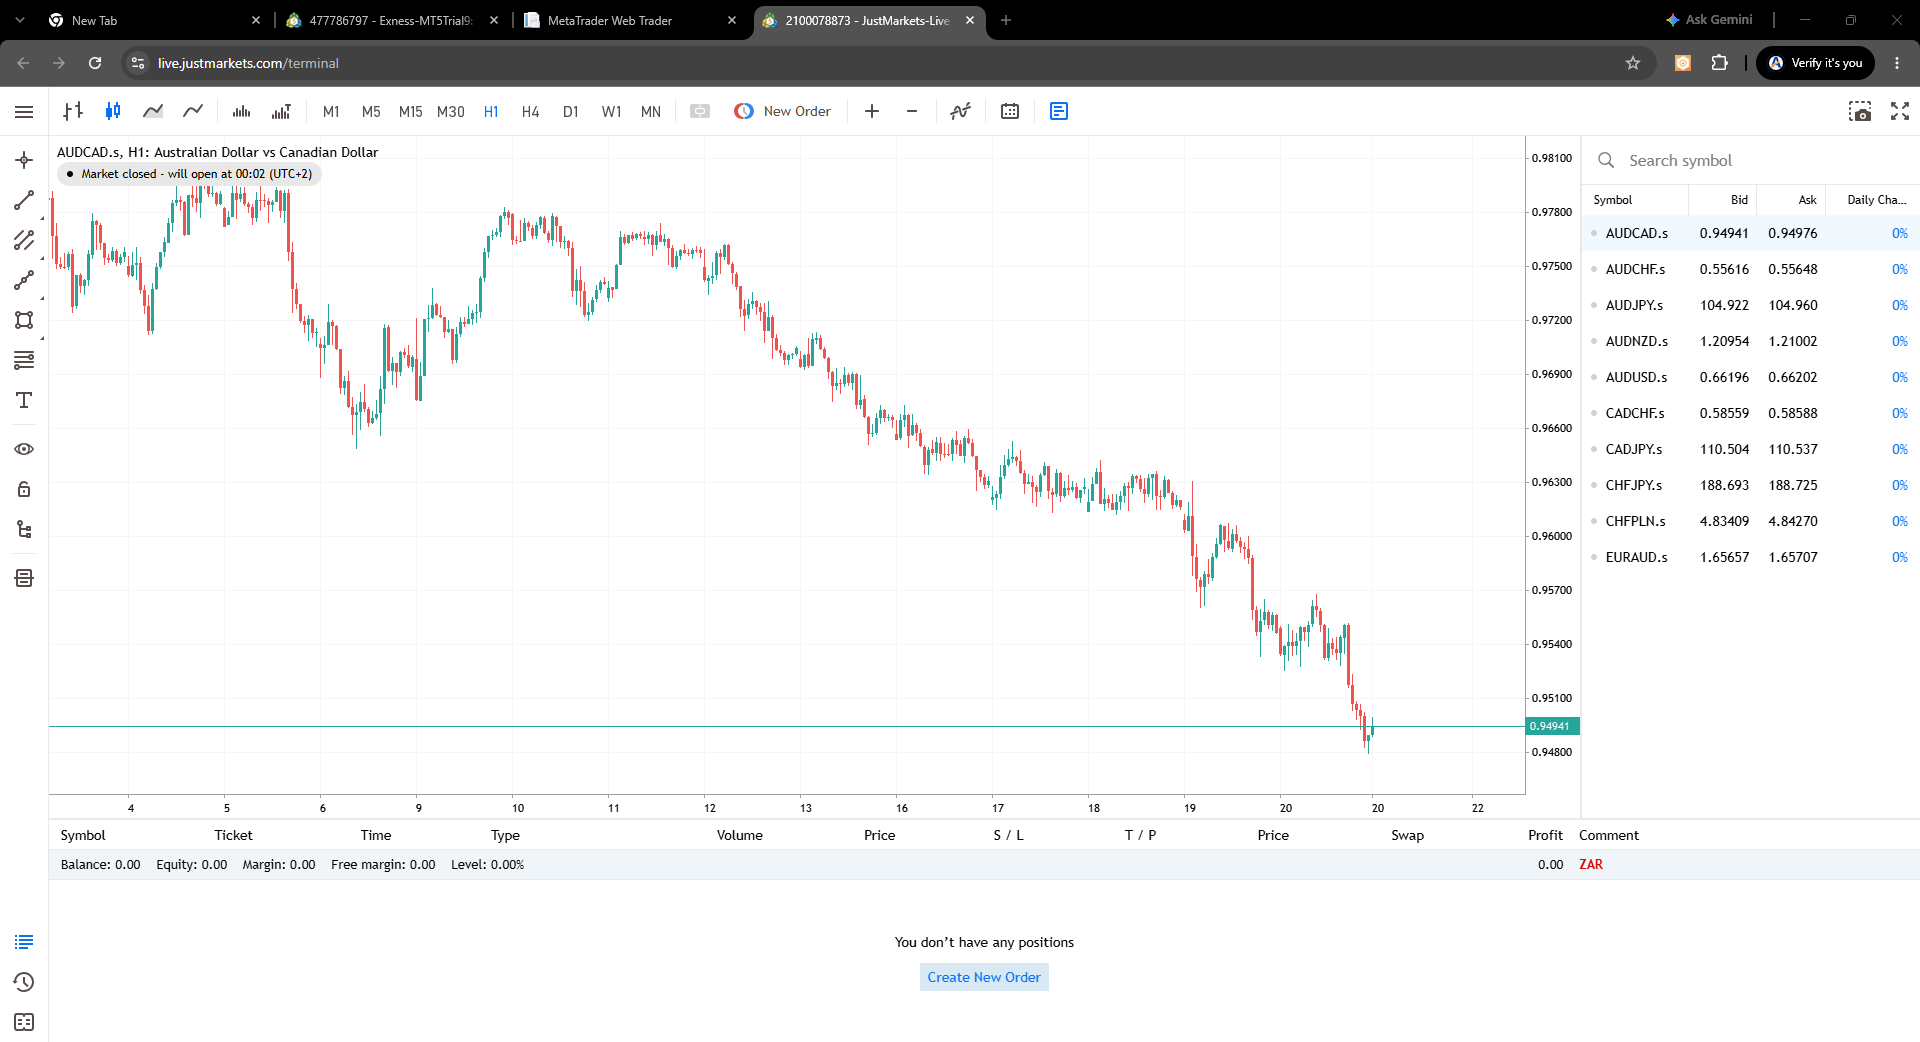 New Tab
477786797 - Exness-MT5Trial9
MetaTrader Web Trader
2100078873 - JustMarkets-Live
Ask Gemini
live.justmarkets.com/terminal
Verify it's you
M1 M5 M15 M30 H1 H4 D1 W1 MN New Order
AUDCAD.s, H1: Australian Dollar vs Canadian Dollar
Market closed - will open at 00:02 (UTC+2)
0.98100
0.97800
0.97500
0.97200
0.96900
0.96600
0.96300
0.96000
0.95700
0.95400
0.95100
0.94941
0.94800
4 5 6 9 10 11 12 13 16 17 18 19 20 20 22
Search symbol
Symbol Bid Ask Daily Cha...
AUDCAD.s 0.94941 0.94976 0%
AUDCHF.s 0.55616 0.55648 0%
AUDJPY.s 104.922 104.960 0%
AUDNZD.s 1.20954 1.21002 0%
AUDUSD.s 0.66196 0.66202 0%
CADCHF.s 0.58559 0.58588 0%
CADJPY.s 110.504 110.537 0%
CHFJPY.s 188.693 188.725 0%
CHFPLN.s 4.83409 4.84270 0%
EURAUD.s 1.65657 1.65707 0%
Symbol Ticket Time Type Volume Price S / L T / P Price Swap Profit Comment
Balance: 0.00 Equity: 0.00 Margin: 0.00 Free margin: 0.00 Level: 0.00% 0.00 ZAR
You don’t have any positions
Create New Order